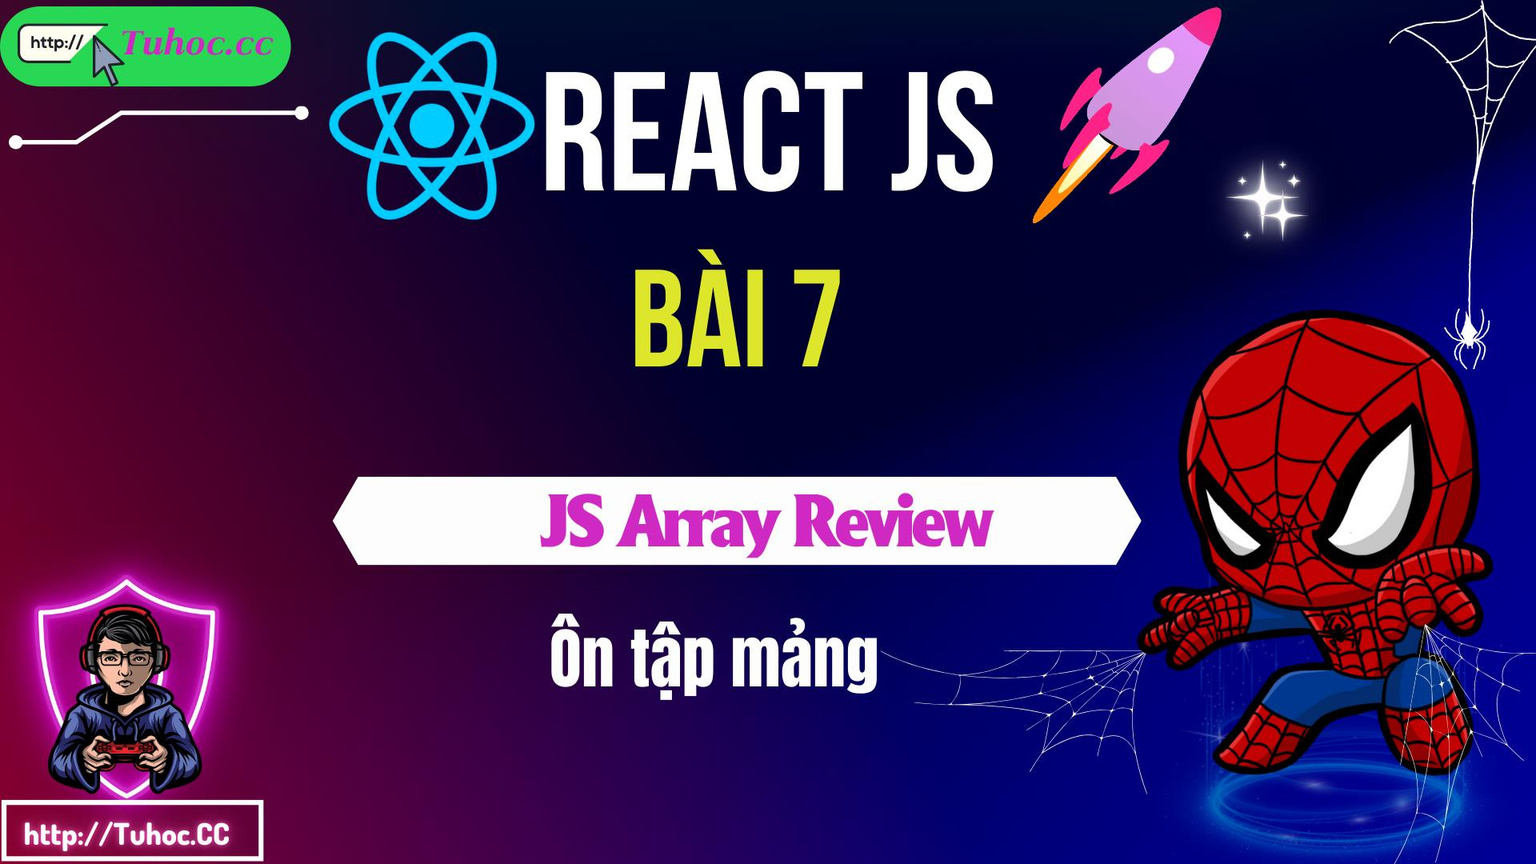 http://
Tuhoc.cc
REACT JS
BÀI 7
JS Array Review
Ôn tập mảng
http://Tuhoc.CC